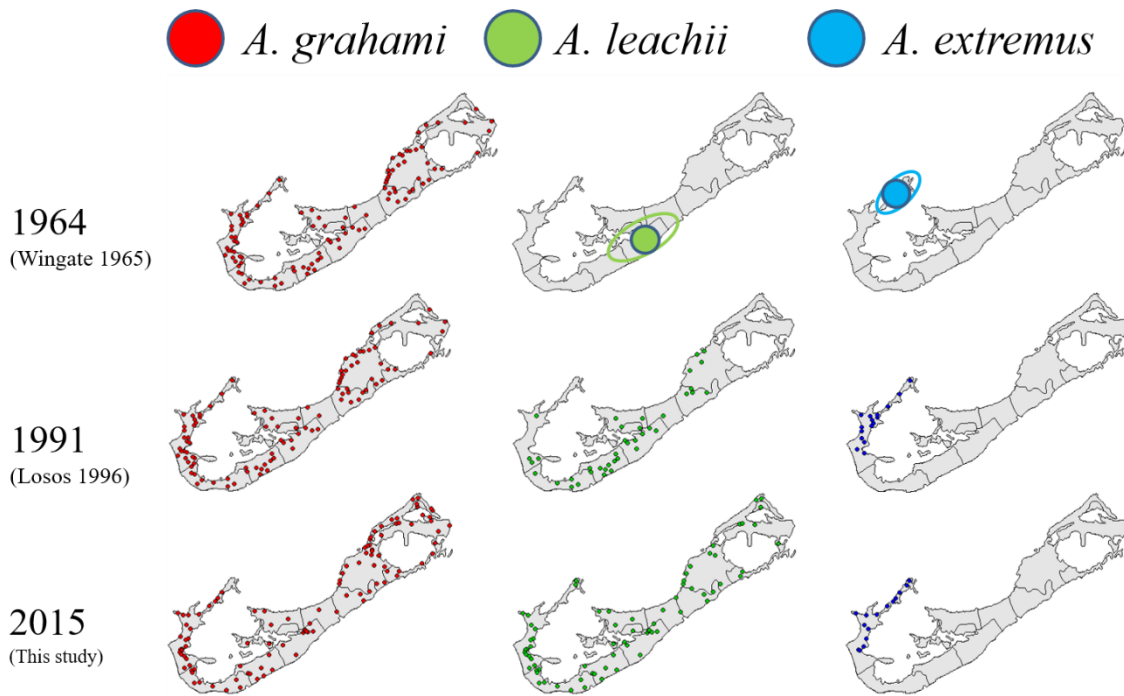 A. grahami
A. leachii
A. extremus
1964
(Wingate 1965)
1991
(Losos 1996)
2015
(This study)